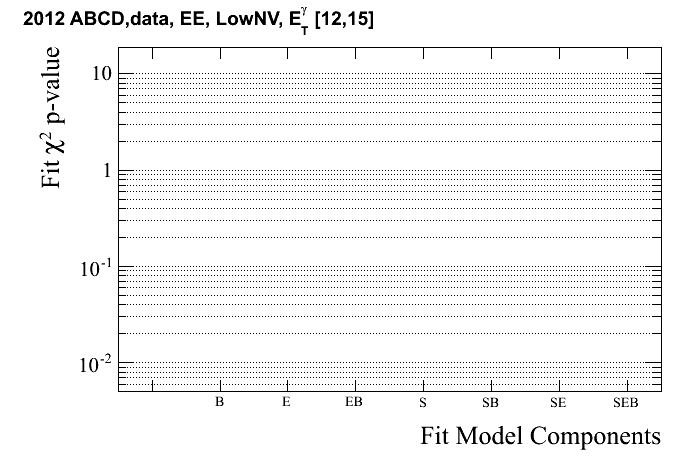 2012 ABCD,data, EE, LowNV, E_T^γ [12,15]
Fit χ² p-value
10
1
10⁻¹
10⁻²
B E EB S SB SE SEB
Fit Model Components